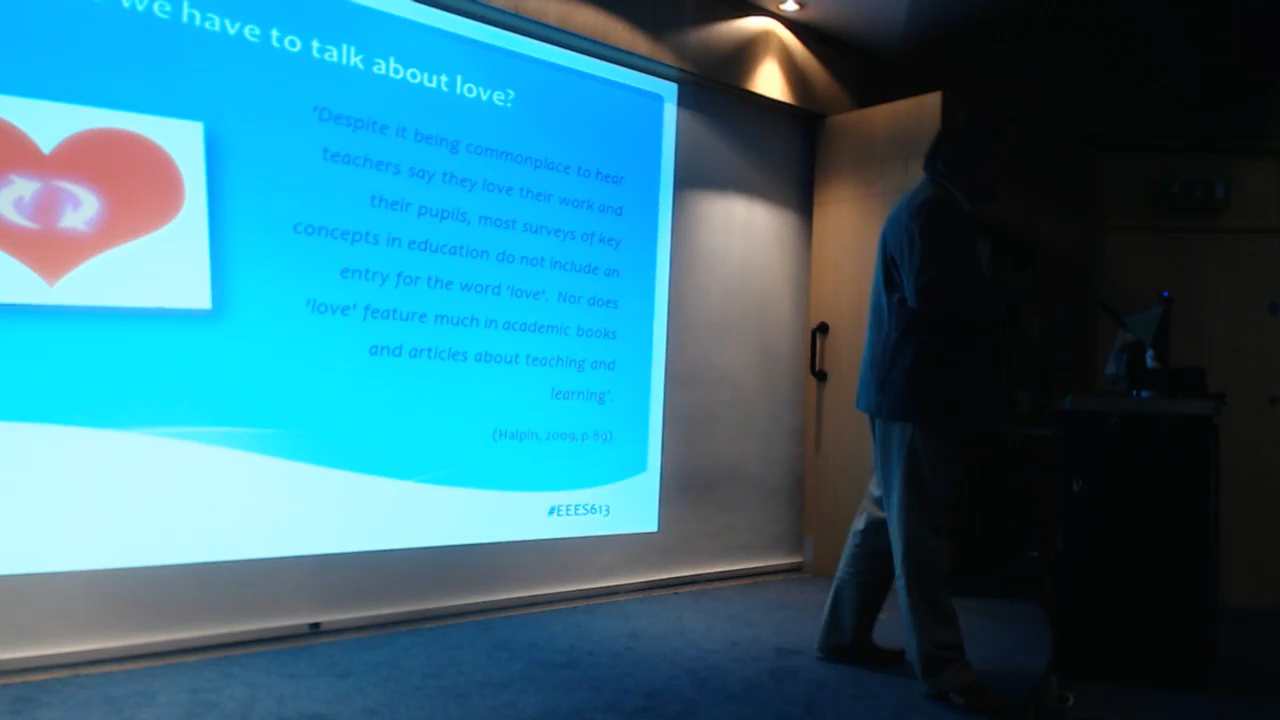 we have to talk about love?
'Despite it being commonplace to hear
teachers say they love their work and
their pupils, most surveys of key
concepts in education do not include an
entry for the word 'love'. Nor does
'love' feature much in academic books
and articles about teaching and
learning'.
(Halpin, 2009, p.89)
#EEES613